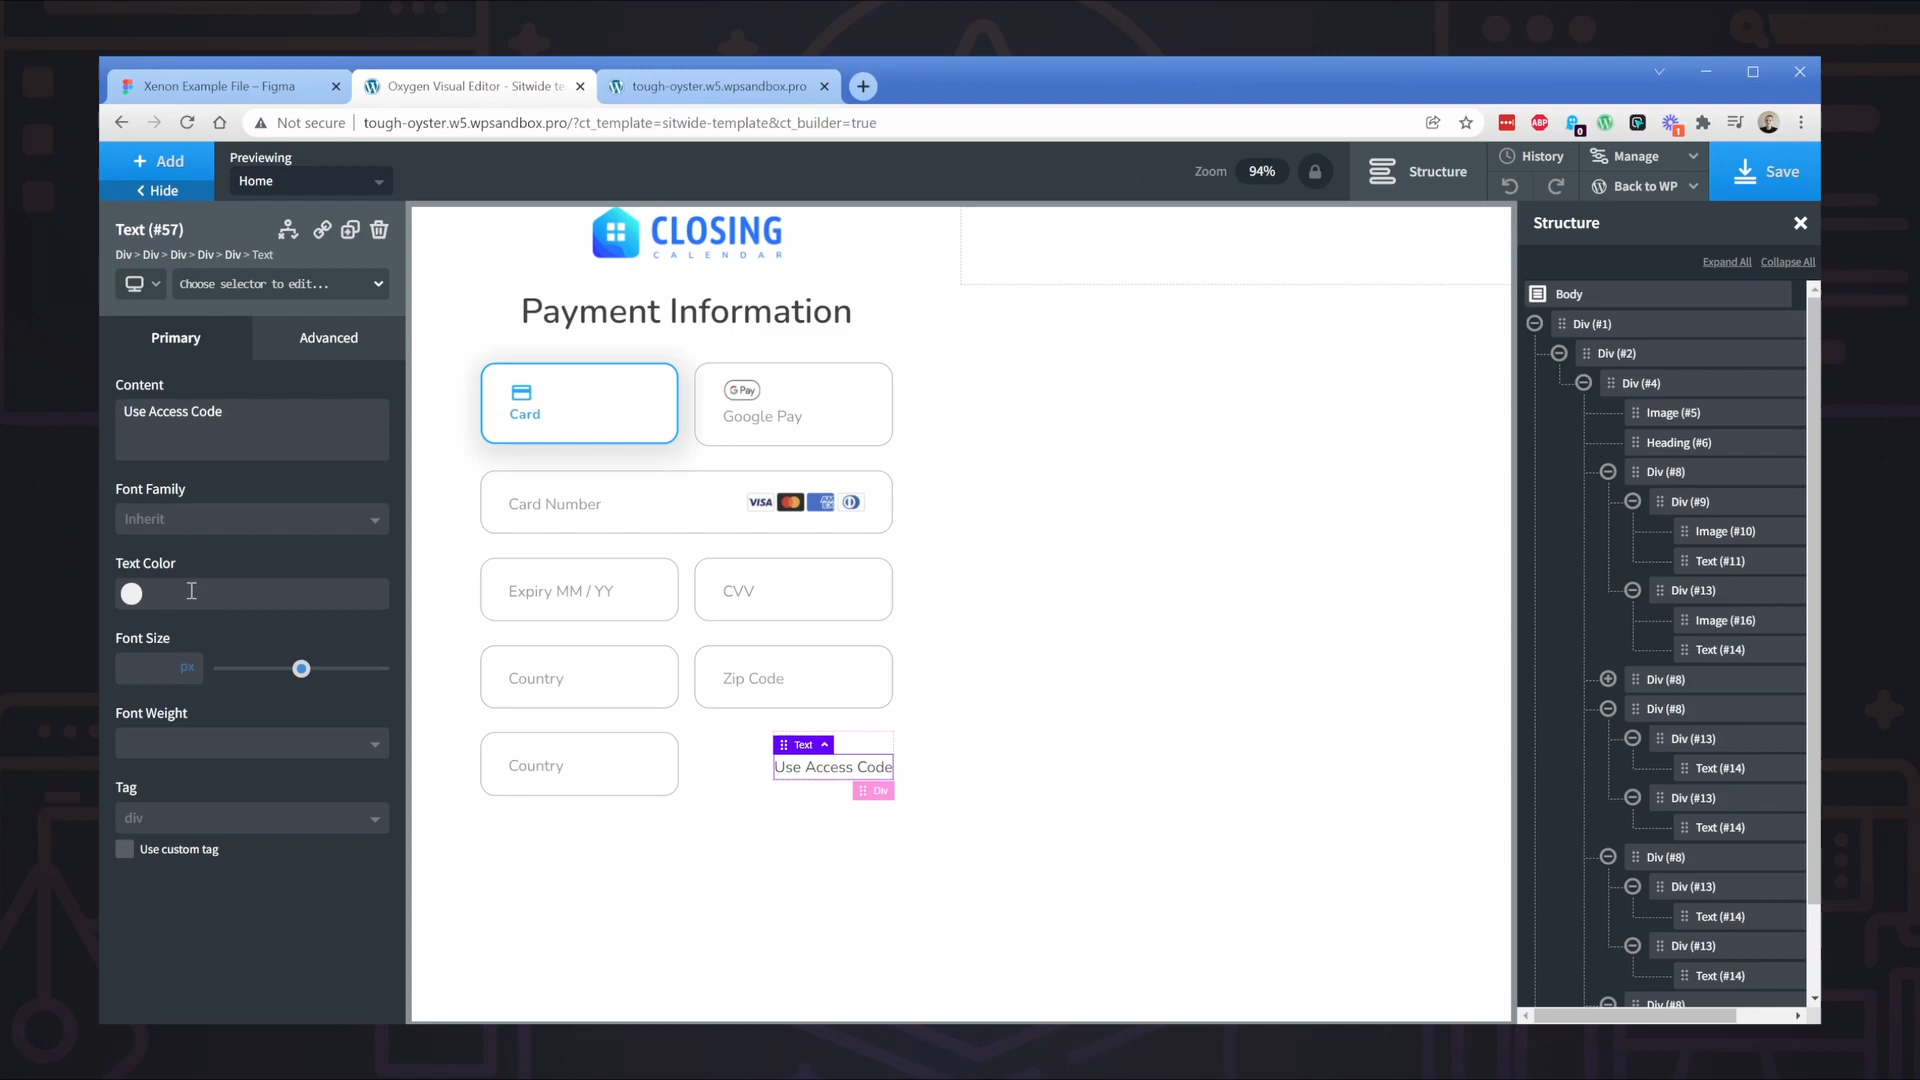 Xenon Example File – Figma
Oxygen Visual Editor - Sitwide te
tough-oyster.w5.wpsandbox.pro
Not secure
tough-oyster.w5.wpsandbox.pro/?ct_template=sitwide-template&ct_builder=true
ABP
0
1
+ Add
Hide
Previewing
Home
Zoom
94%
Structure
History
Manage
Back to WP
Save
Text (#57)
Div > Div > Div > Div > Div > Text
Choose selector to edit...
Primary
Advanced
Content
Use Access Code
Font Family
Inherit
Text Color
Font Size
px
Font Weight
Tag
div
Use custom tag
CLOSING
CALENDAR
Payment Information
Card
G Pay
Google Pay
Card Number
VISA
AM
EX
Expiry MM / YY
CVV
Country
Zip Code
Country
Text
Use Access Code
Div
Structure
Expand All
Collapse All
Body
Div (#1)
Div (#2)
Div (#4)
Image (#5)
Heading (#6)
Div (#8)
Div (#9)
Image (#10)
Text (#11)
Div (#13)
Image (#16)
Text (#14)
Div (#8)
Div (#8)
Div (#13)
Text (#14)
Div (#13)
Text (#14)
Div (#8)
Div (#13)
Text (#14)
Div (#13)
Text (#14)
Div (#8)